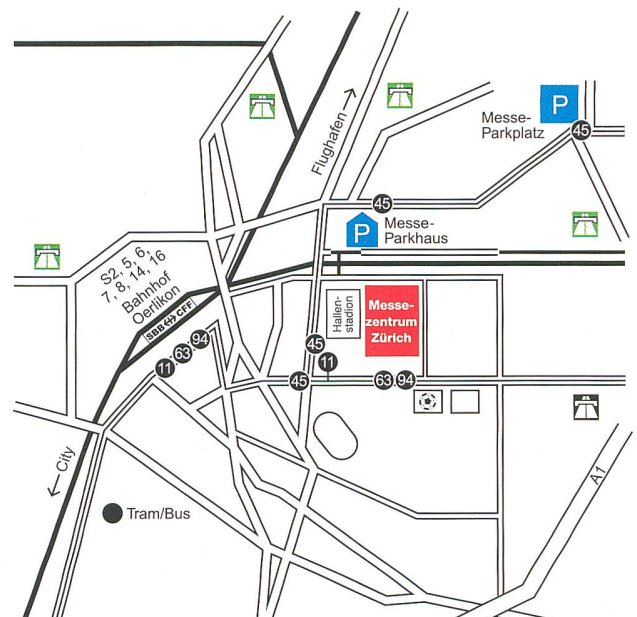 Flughafen
Messe-
Parkplatz
P
45
45
P
Messe-
Parkhaus
S2, 5, 6,
7, 8, 14, 16
Bahnhof
Oerlikon
SBB CFF
Hallen-
stadion
Messe-
zentrum
Zürich
94
63
11
45
11
45
63
94
City
A1
Tram/Bus